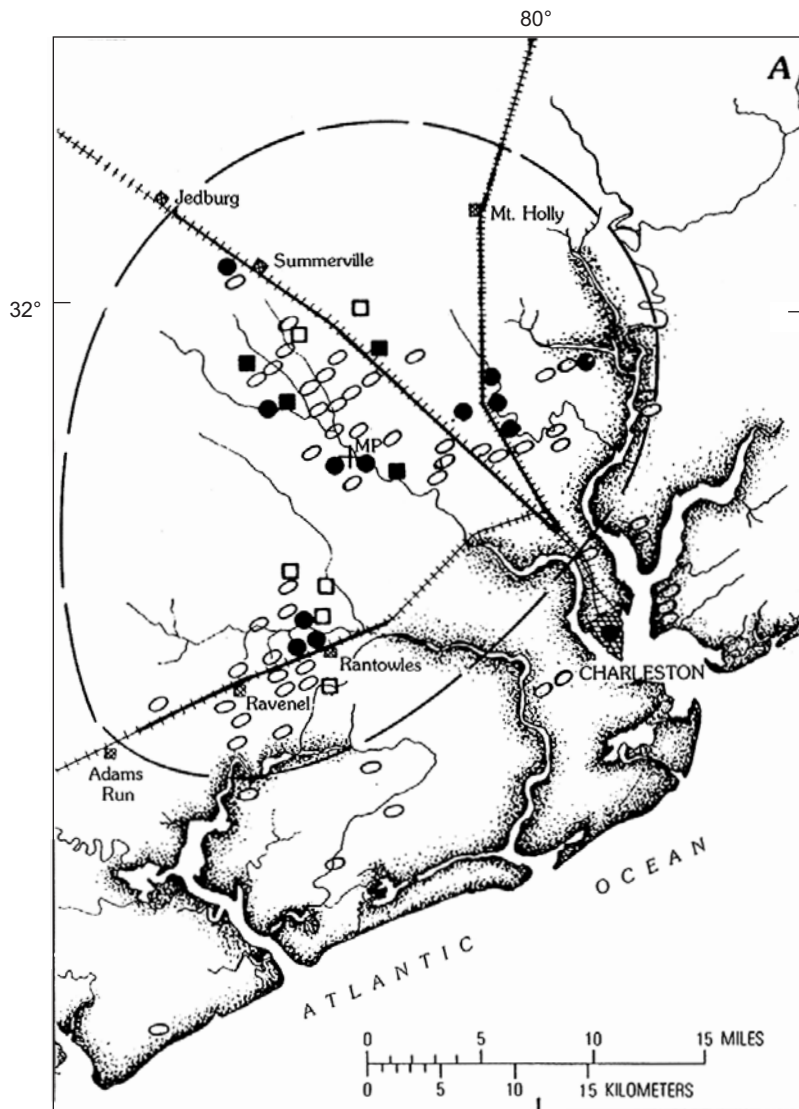 80°
A
Jedburg
Mt. Holly
Summerville
32°
MP
Rantowles
CHARLESTON
Ravenel
Adams
Run
ATLANTIC OCEAN
0 5 10 15 MILES
0 5 10 15 KILOMETERS